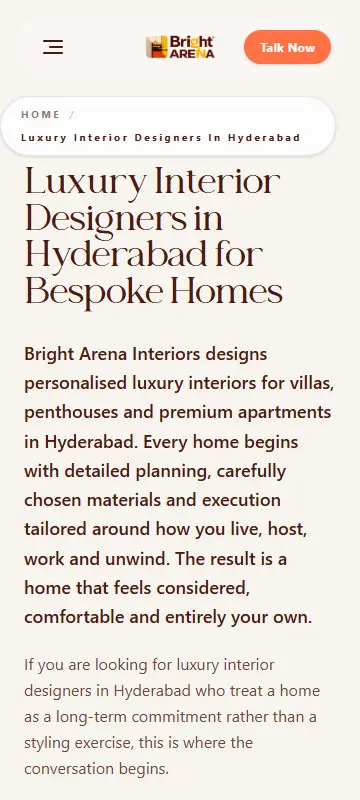 Bright
ARENA
Talk Now
HOME /
Luxury Interior Designers In Hyderabad
Luxury Interior
Designers in
Hyderabad for
Bespoke Homes
Bright Arena Interiors designs
personalised luxury interiors for villas,
penthouses and premium apartments
in Hyderabad. Every home begins
with detailed planning, carefully
chosen materials and execution
tailored around how you live, host,
work and unwind. The result is a
home that feels considered,
comfortable and entirely your own.
If you are looking for luxury interior
designers in Hyderabad who treat a home
as a long-term commitment rather than a
styling exercise, this is where the
conversation begins.